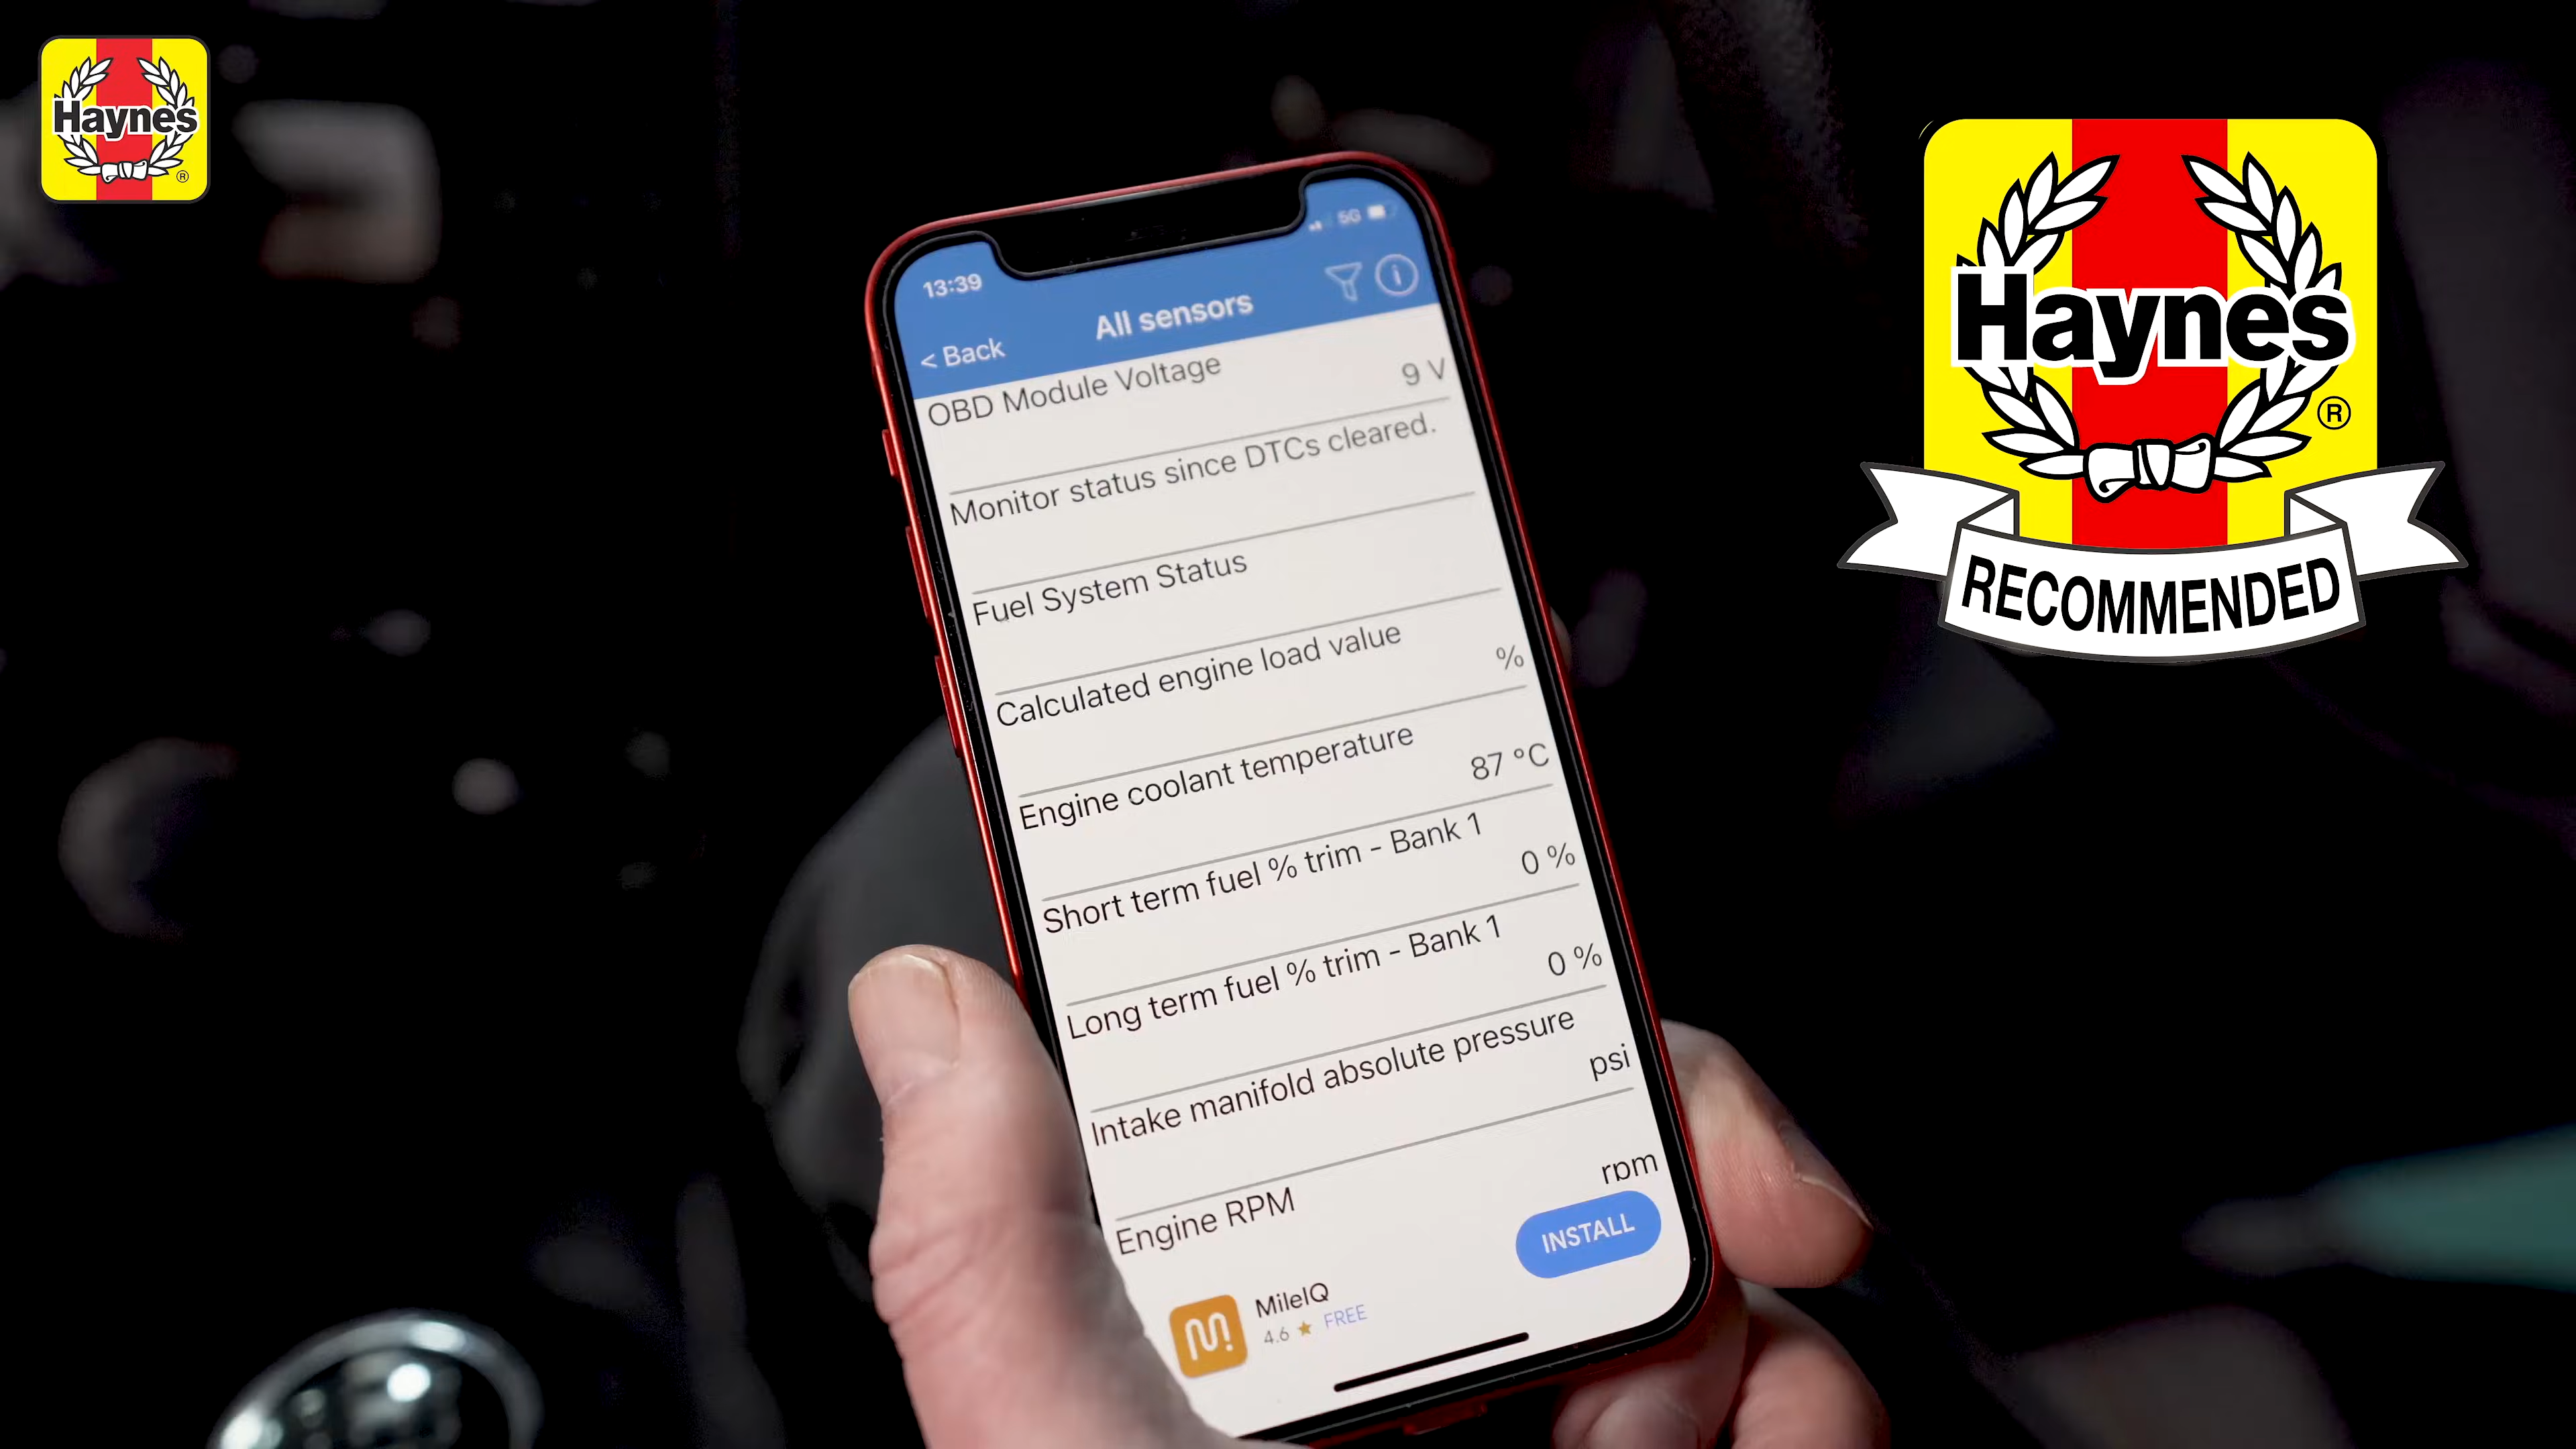 Haynes
®
Haynes
®
RECOMMENDED
13:39
5G
< Back
All sensors
OBD Module Voltage
9 V
Monitor status since DTCs cleared.
Fuel System Status
Calculated engine load value
%
Engine coolant temperature
87 °C
Short term fuel % trim - Bank 1
0 %
Long term fuel % trim - Bank 1
0 %
Intake manifold absolute pressure
psi
Engine RPM
rpm
MileIQ
4.6 ★ FREE
INSTALL